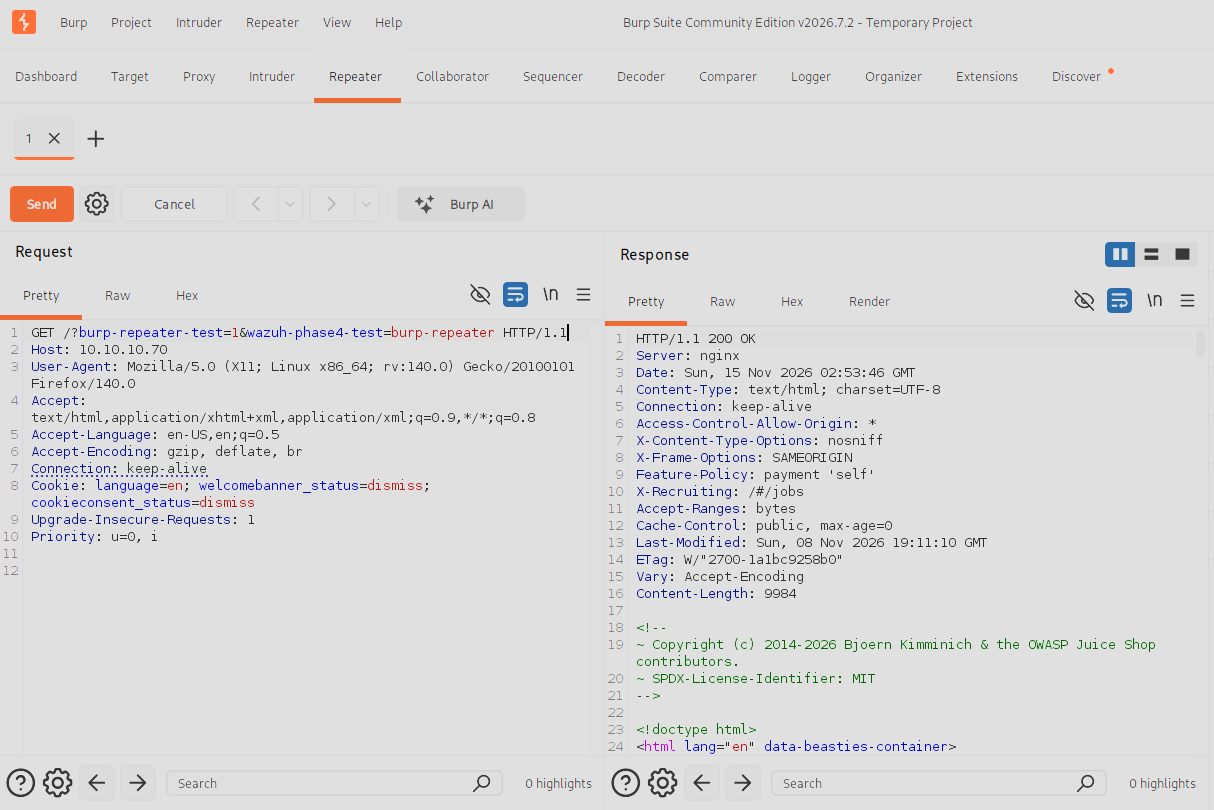 Burp Project Intruder Repeater View Help Burp Suite Community Edition v2026.7.2 - Temporary Project
Dashboard Target Proxy Intruder Repeater Collaborator Sequencer Decoder Comparer Logger Organizer Extensions Discover
1
Send Cancel Burp AI
Request
Pretty Raw Hex \n
1 GET /?burp-repeater-test=1&wazuh-phase4-test=burp-repeater HTTP/1.1
2 Host: 10.10.10.70
3 User-Agent: Mozilla/5.0 (X11; Linux x86_64; rv:140.0) Gecko/20100101
Firefox/140.0
4 Accept:
text/html,application/xhtml+xml,application/xml;q=0.9,*/*;q=0.8
5 Accept-Language: en-US,en;q=0.5
6 Accept-Encoding: gzip, deflate, br
7 Connection: keep-alive
8 Cookie: language=en; welcomebanner_status=dismiss;
cookieconsent_status=dismiss
9 Upgrade-Insecure-Requests: 1
10 Priority: u=0, i
11
12
Search 0 highlights
Response
Pretty Raw Hex Render \n
1 HTTP/1.1 200 OK
2 Server: nginx
3 Date: Sun, 15 Nov 2026 02:53:46 GMT
4 Content-Type: text/html; charset=UTF-8
5 Connection: keep-alive
6 Access-Control-Allow-Origin: *
7 X-Content-Type-Options: nosniff
8 X-Frame-Options: SAMEORIGIN
9 Feature-Policy: payment 'self'
10 X-Recruiting: /#/jobs
11 Accept-Ranges: bytes
12 Cache-Control: public, max-age=0
13 Last-Modified: Sun, 08 Nov 2026 19:11:10 GMT
14 ETag: W/"2700-1a1bc9258b0"
15 Vary: Accept-Encoding
16 Content-Length: 9984
17
18 <!--
19 ~ Copyright (c) 2014-2026 Bjoern Kimminich & the OWASP Juice Shop
contributors.
20 ~ SPDX-License-Identifier: MIT
21 -->
22
23 <!doctype html>
24 <html lang="en" data-beasties-container>
Search 0 highlights